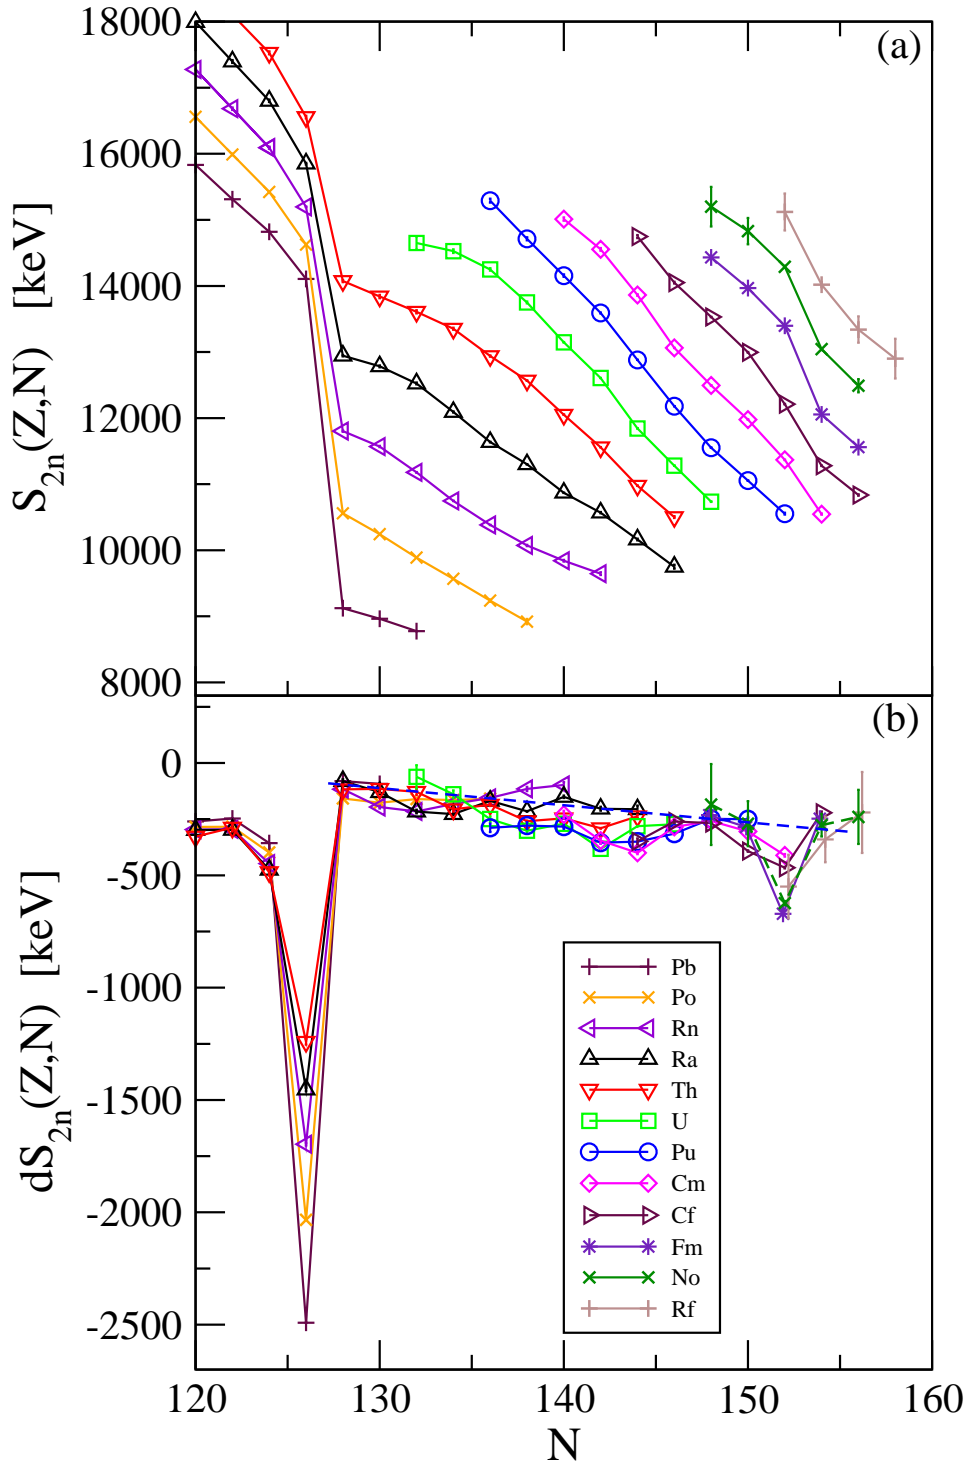 18000
16000
14000
12000
10000
8000
S2n(Z,N) [keV]
(a)
0
-500
-1000
-1500
-2000
-2500
dS2n(Z,N) [keV]
(b)
Pb
Po
Rn
Ra
Th
U
Pu
Cm
Cf
Fm
No
Rf
120 130 140 150 160
N